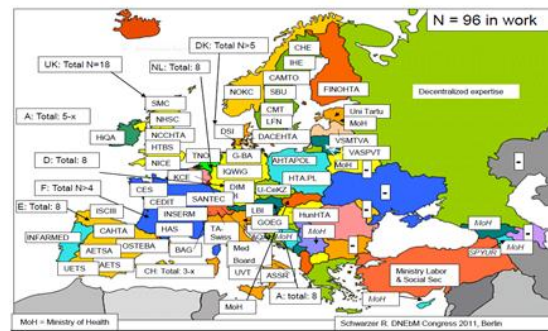 N = 96 in work
DK: Total N>5
CHE
UK: Total N=18
NL: Total: 8
IHE
Decentralized expertise
CAMTO
NOKC
SBU
FINOHTA
SMC
CMT
Uni Tartu
A: Total: 5-x
NHSC
LFN
MoH
DSI
DACEHTA
HiQA
NCCHTA
VSMTVA
HTBS
TNO
G-BA
VASPVT
D: Total: 8
NICE
AHTAPOL
MoH
KCE
IQWiG
HTA.PL
F: Total N>4
CES
DIM
CEDIT
SANTEC
E: Total: 8
INSERM
LBI
HunHTA
MoH
ISCIII
HAS
GOEG
SPYUR
INFARMED
CAHTA
TA-Swiss
MoH
MoH
OSTEBA
Med Board
AETSA
BAG
Ministry Labor & Social Sec
UETS
AETS
UVT
ASSR
CH: Total: 3-x
A: total: 8
MoH
MoH
MoH = Ministry of Health
Schwarzer R: DNEbM Congress 2011, Berlin